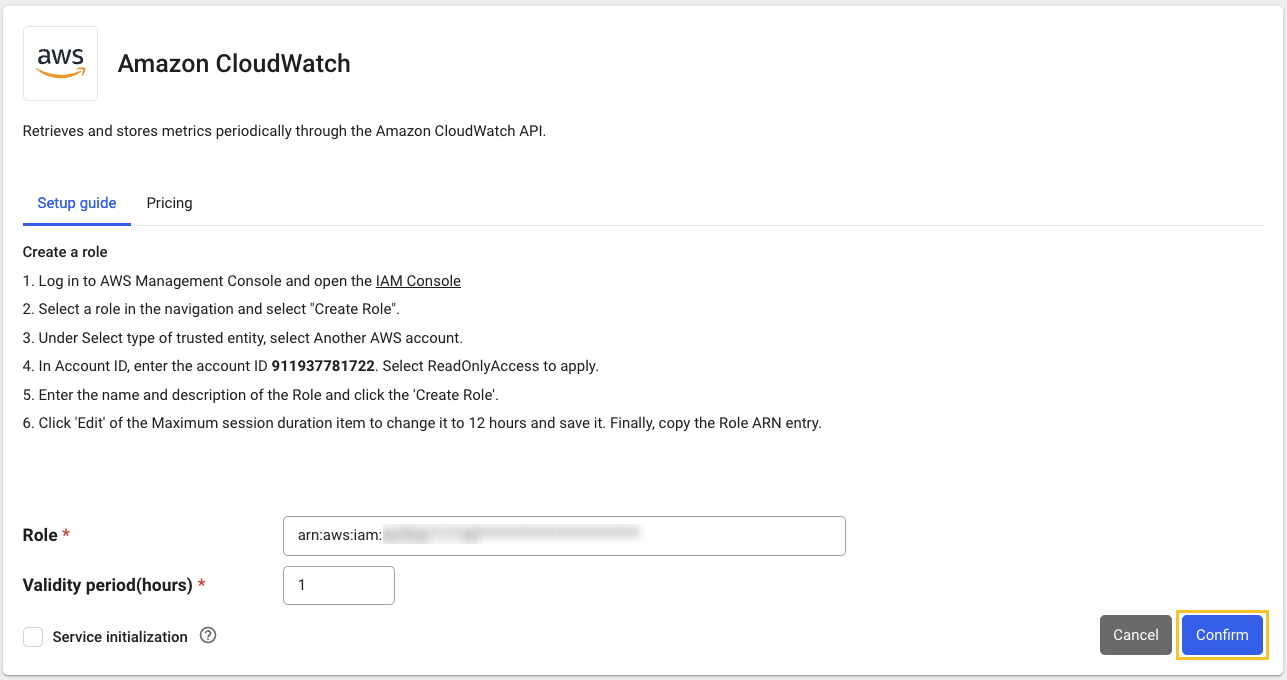 aws
Amazon CloudWatch
Retrieves and stores metrics periodically through the Amazon CloudWatch API.
Setup guide Pricing
Create a role
1. Log in to AWS Management Console and open the IAM Console
2. Select a role in the navigation and select "Create Role".
3. Under Select type of trusted entity, select Another AWS account.
4. In Account ID, enter the account ID 911937781722. Select ReadOnlyAccess to apply.
5. Enter the name and description of the Role and click the 'Create Role'.
6. Click 'Edit' of the Maximum session duration item to change it to 12 hours and save it. Finally, copy the Role ARN entry.
Role * arn:aws:iam:
Validity period(hours) * 1
Service initialization ? Cancel Confirm